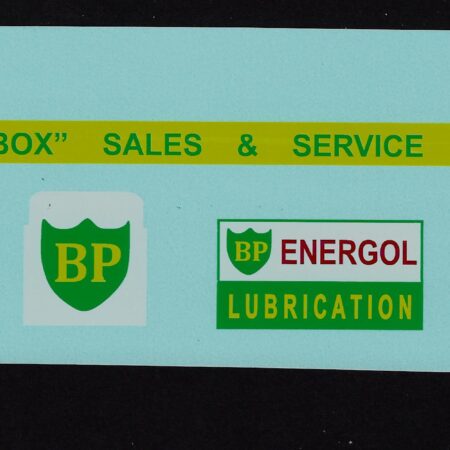 BOX” SALES & SERVICE
BP
BP ENERGOL
LUBRICATION